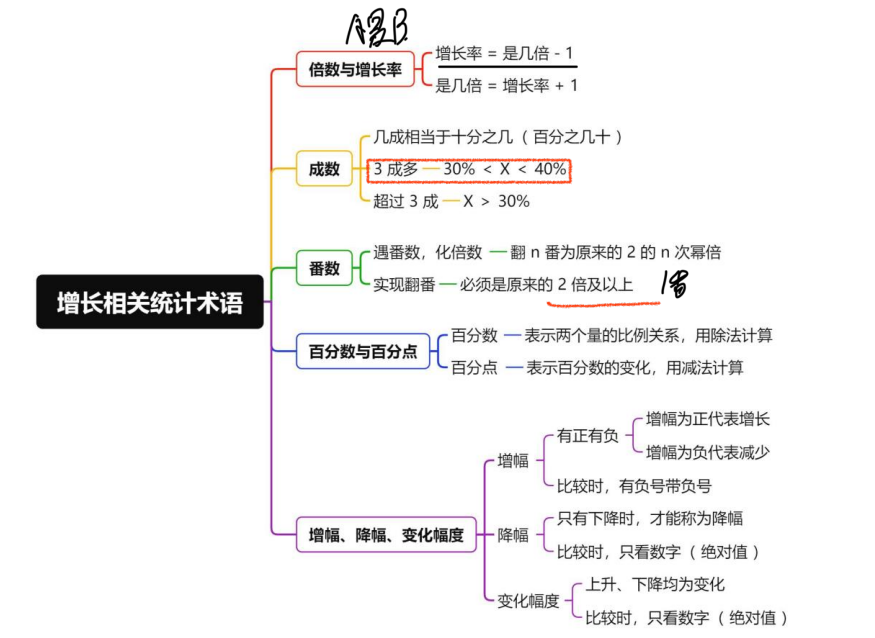 倍数与增长率
增长率 = 是几倍 - 1
是几倍 = 增长率 + 1
成数
几成相当于十分之几（百分之几十）
3 成多 — 30% < X < 40%
超过 3 成 — X > 30%
增长相关统计术语
番数
遇番数，化倍数 — 翻 n 番为原来的 2 的 n 次幂倍
实现翻番 — 必须是原来的 2 倍及以上
百分数与百分点
百分数 — 表示两个量的比例关系，用除法计算
百分点 — 表示百分数的变化，用减法计算
增幅、降幅、变化幅度
增幅
有正有负
增幅为正代表增长
增幅为负代表减少
比较时，有负号带负号
降幅
只有下降时，才能称为降幅
比较时，只看数字（绝对值）
变化幅度
上升、下降均为变化
比较时，只看数字（绝对值）